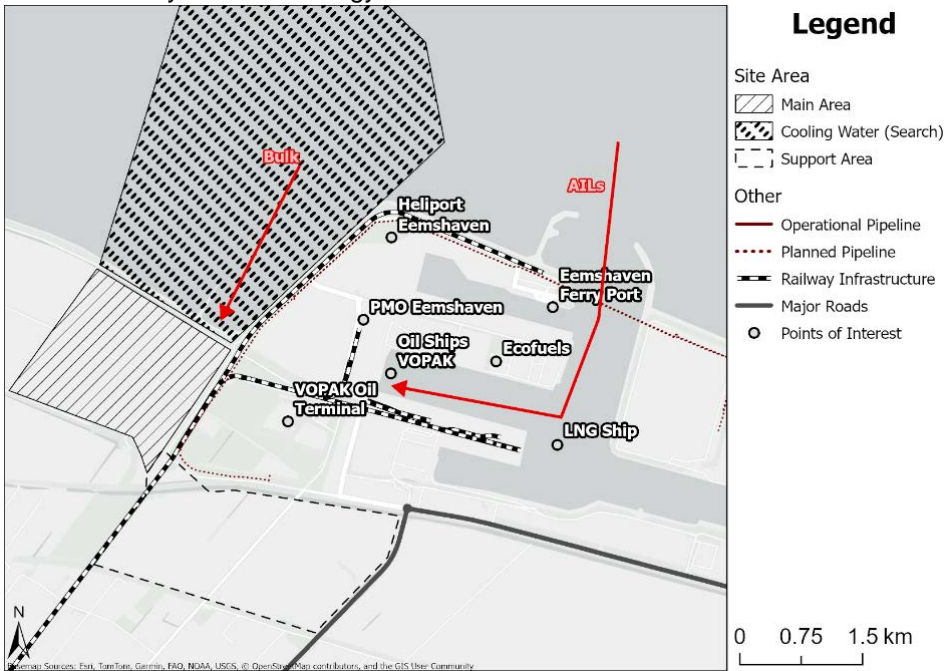 Legend
Site Area
Main Area
Cooling Water (Search)
Support Area
Other
Operational Pipeline
Planned Pipeline
Railway Infrastructure
Major Roads
Points of Interest
Bulk
AILs
Heliport
Eemshaven
Eemshaven
Ferry Port
PMO Eemshaven
Oil Ships
VOPAK
Ecofuels
VOPAK Oil
Terminal
LNG Ship
N
Basemap Sources: Esri, TomTom, Garmin, FAO, NOAA, USGS, © OpenStreetMap contributors, and the GIS User Community
0 0.75 1.5 km